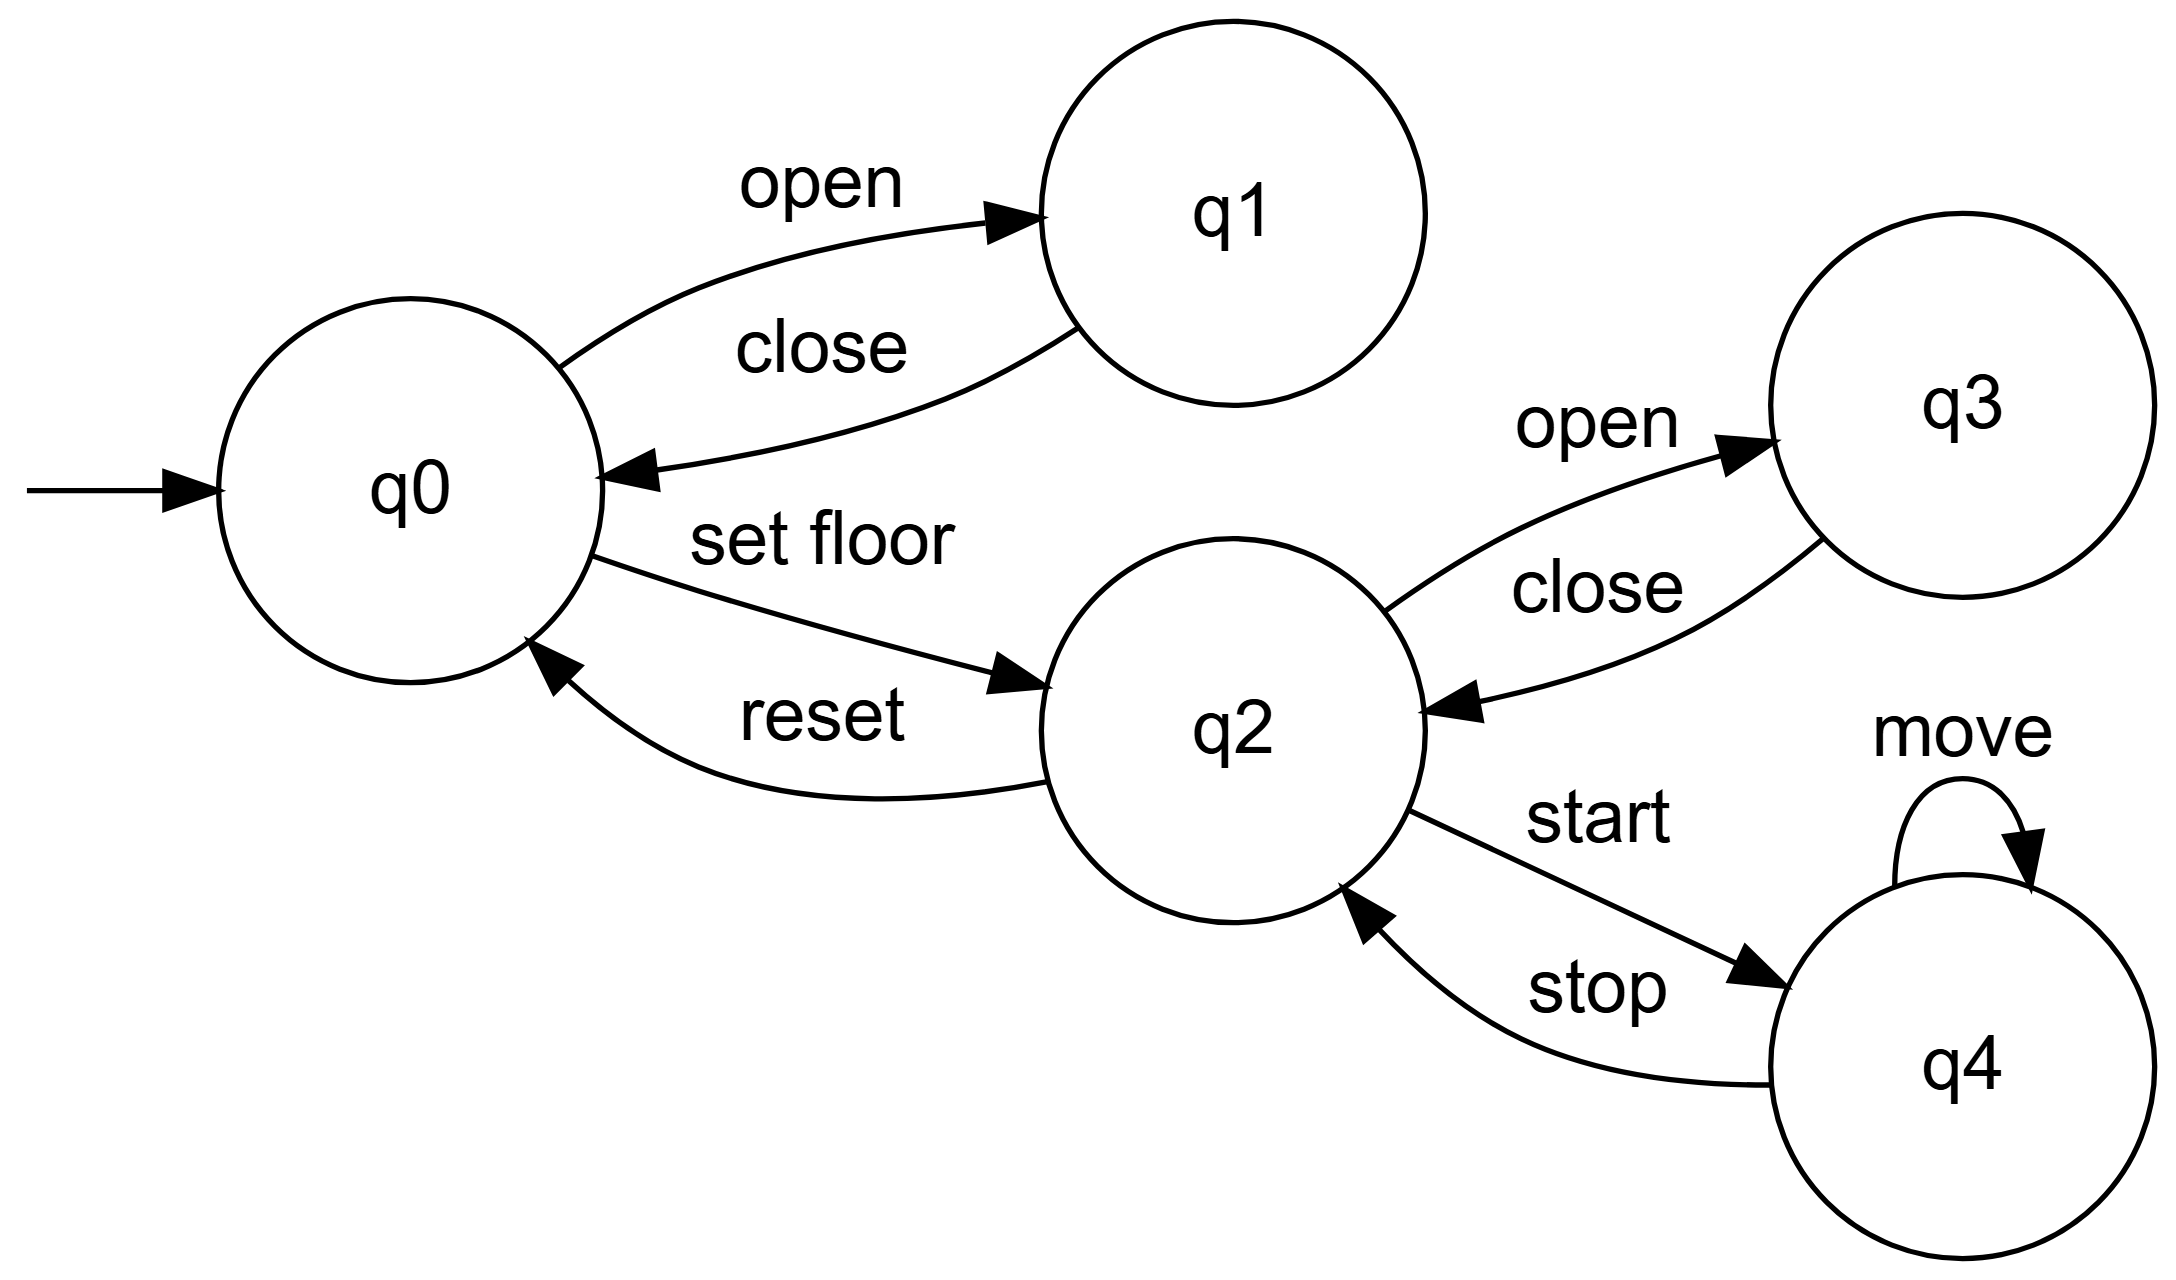 q1
open
close
q3
open
q0
set floor
close
reset
q2
move
start
stop
q4